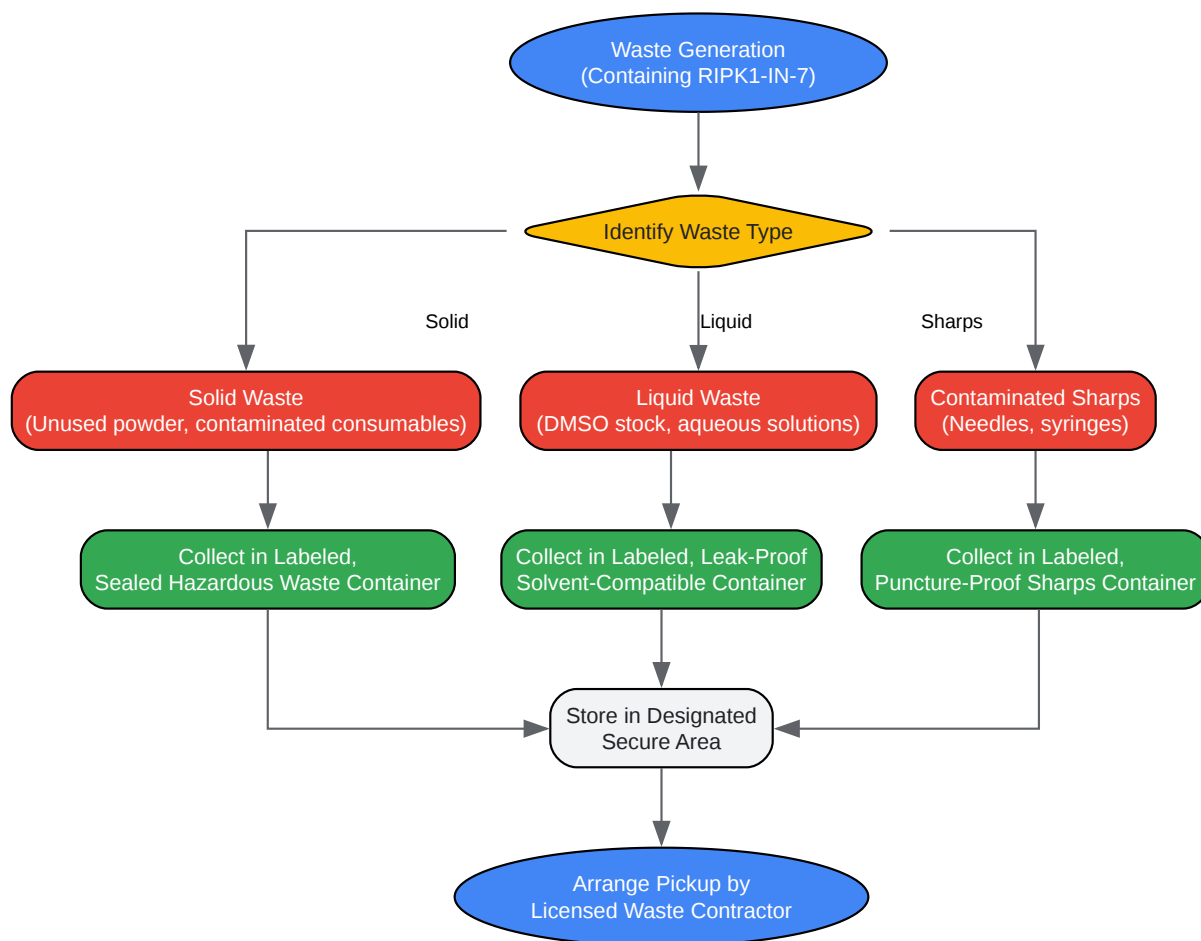 Waste Generation
(Containing RIPK1-IN-7)
Identify Waste Type
Solid
Liquid
Sharps
Solid Waste
(Unused powder, contaminated consumables)
Liquid Waste
(DMSO stock, aqueous solutions)
Contaminated Sharps
(Needles, syringes)
Collect in Labeled,
Sealed Hazardous Waste Container
Collect in Labeled, Leak-Proof
Solvent-Compatible Container
Collect in Labeled,
Puncture-Proof Sharps Container
Store in Designated
Secure Area
Arrange Pickup by
Licensed Waste Contractor